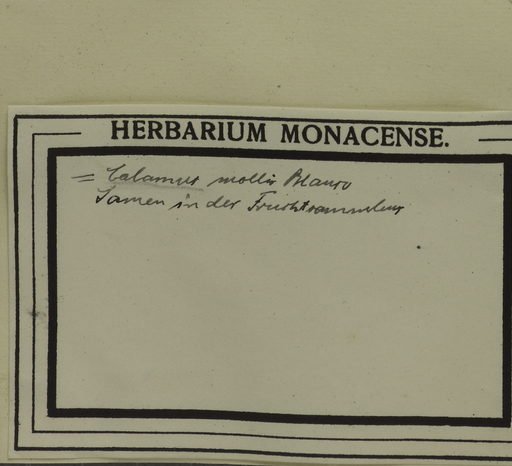 HERBARIUM MONACENSE.
= Calamus mollis Blanco
Samen in der Fruchtsammlung